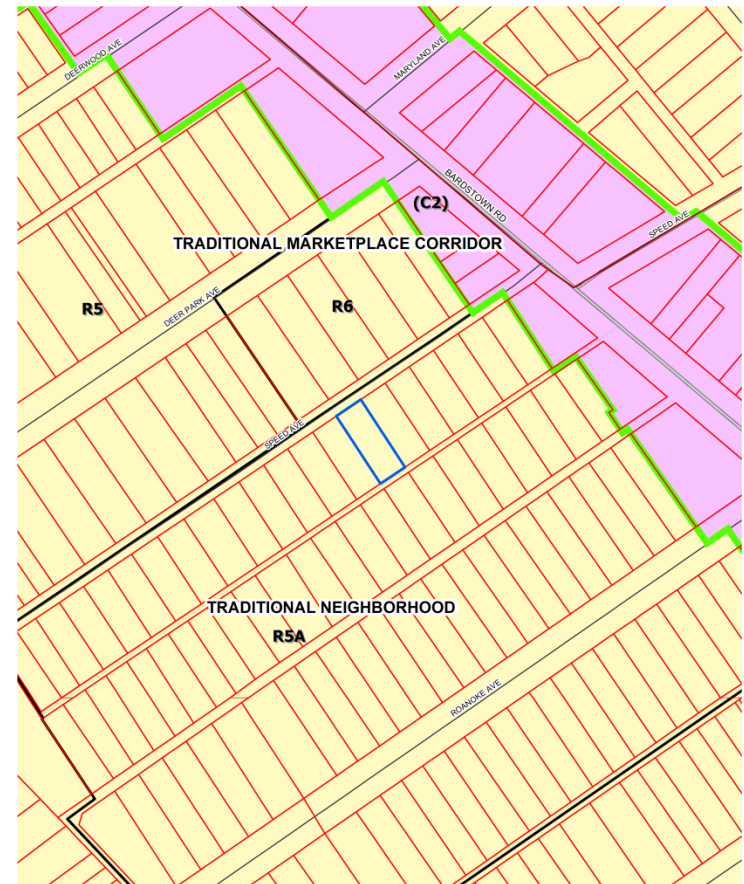 DEERWOOD AVE
MARYLAND AVE
BARDSTOWN RD
(C2)
SPEED AVE
TRADITIONAL MARKETPLACE CORRIDOR
R5
DEER PARK AVE
R6
SPEED AVE
TRADITIONAL NEIGHBORHOOD
R5A
ROANOKE AVE